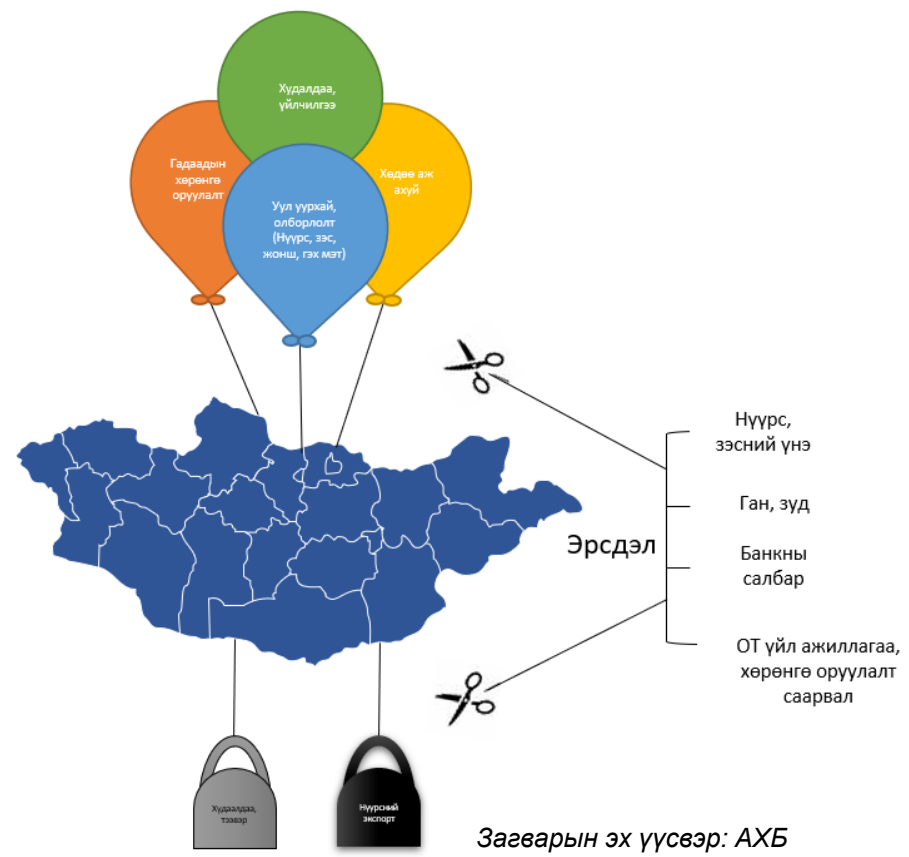 Худалдаа,
үйлчилгээ
Гадаадын
хөрөнгө
оруулалт
Хөдөө аж
ахуй
Уул уурхай,
олборлолт
(Нүүрс, зэс,
жонш, гэх мэт)
Нүүрс,
зэсний үнэ
Ган, зуд
Эрсдэл
Банкны
салбар
ОТ үйл ажиллагаа,
хөрөнгө оруулалт
саарвал
Худаалдаа,
тээвэр
Нүүрсний
экспорт
Загварын эх үүсвэр: АХБ